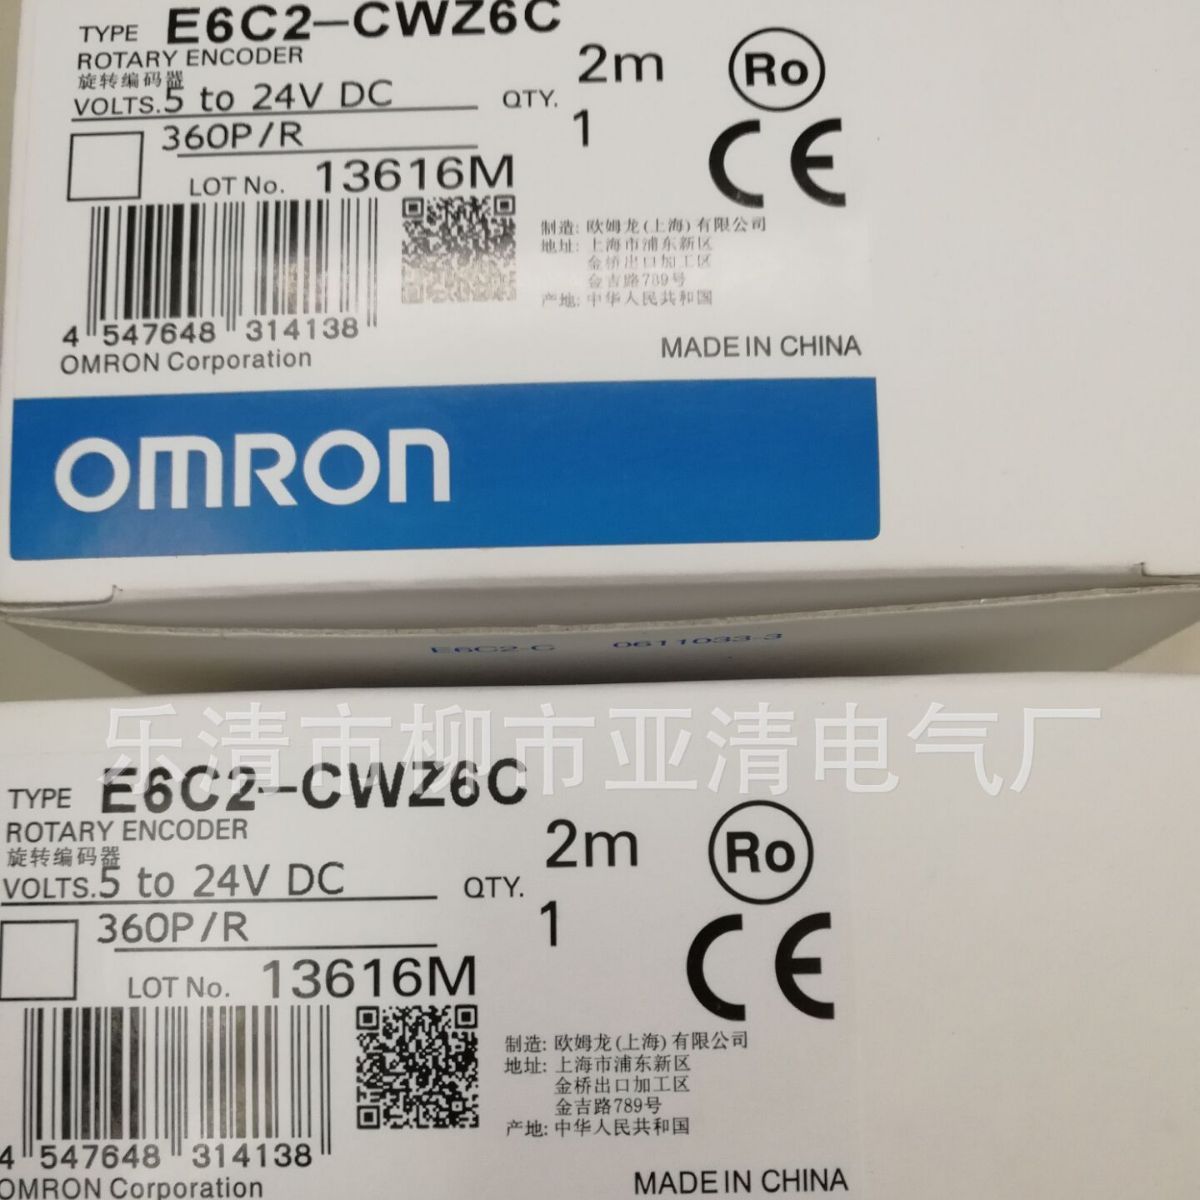 TYPE E6C2-CWZ6C
ROTARY ENCODER
旋转编码器
2m
VOLTS. 5 to 24V DC
QTY. 1
360P/R
LOT No. 13616M
Ro
CE
制造: 欧姆龙(上海)有限公司
地址: 上海市浦东新区
金桥出口加工区
金吉路789号
产地: 中华人民共和国
4 547648 314138
OMRON Corporation
MADE IN CHINA
OMRON
E6C2-C 0611033-3
乐清市柳市亚清电气厂
TYPE E6C2-CWZ6C
ROTARY ENCODER
旋转编码器
2m
VOLTS. 5 to 24V DC
QTY. 1
360P/R
LOT No. 13616M
Ro
CE
制造: 欧姆龙(上海)有限公司
地址: 上海市浦东新区
金桥出口加工区
金吉路789号
产地: 中华人民共和国
4 547648 314138
OMRON Corporation
MADE IN CHINA